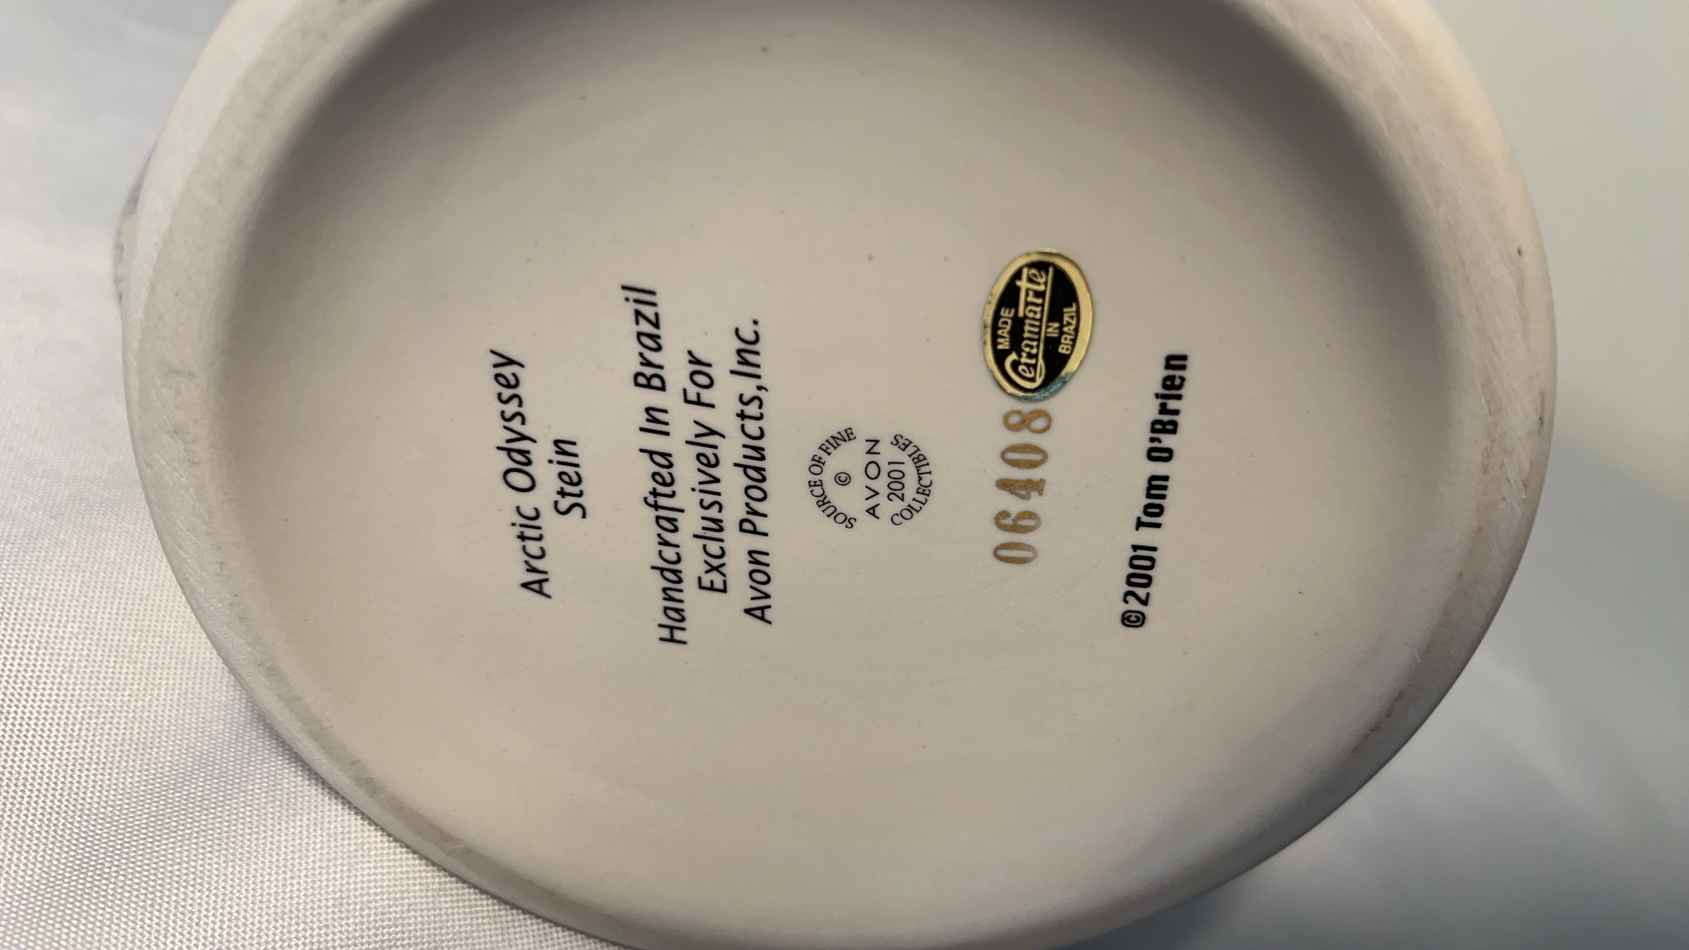 Arctic Odyssey
Stein
Handcrafted In Brazil
Exclusively For
Avon Products,Inc.
SOURCE OF FINE
©
AVON
2001
COLLECTIBLES
06408
MADE
Ceramarte
IN
BRAZIL
©2001 Tom O'Brien